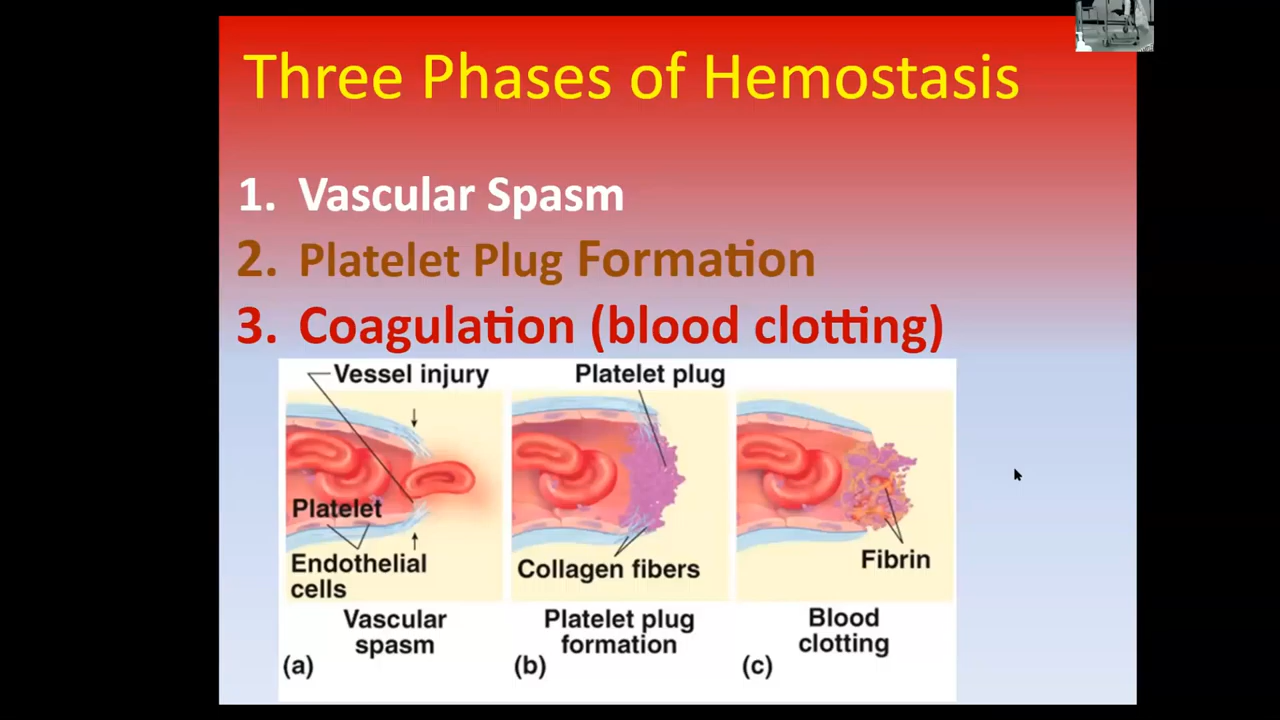 Three Phases of Hemostasis
1. Vascular Spasm
2. Platelet Plug Formation
3. Coagulation (blood clotting)
Vessel injury
Platelet
Endothelial
cells
Vascular
spasm
(a)
Platelet plug
Collagen fibers
Platelet plug
formation
(b)
Fibrin
Blood
clotting
(c)